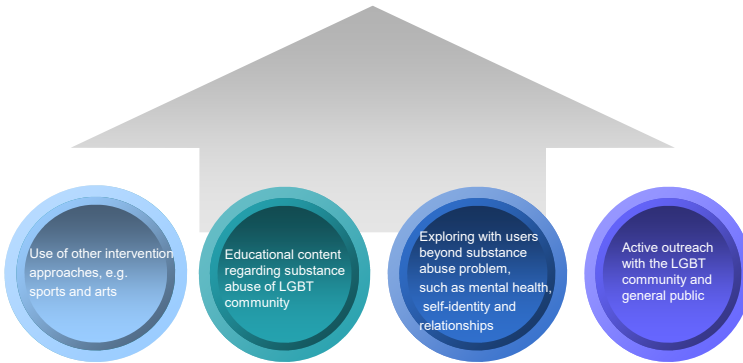 Use of other intervention
approaches, e.g.
sports and arts
Educational content
regarding substance
abuse of LGBT
community
Exploring with users
beyond substance
abuse problem,
such as mental health,
self-identity and
relationships
Active outreach
with the LGBT
community and
general public